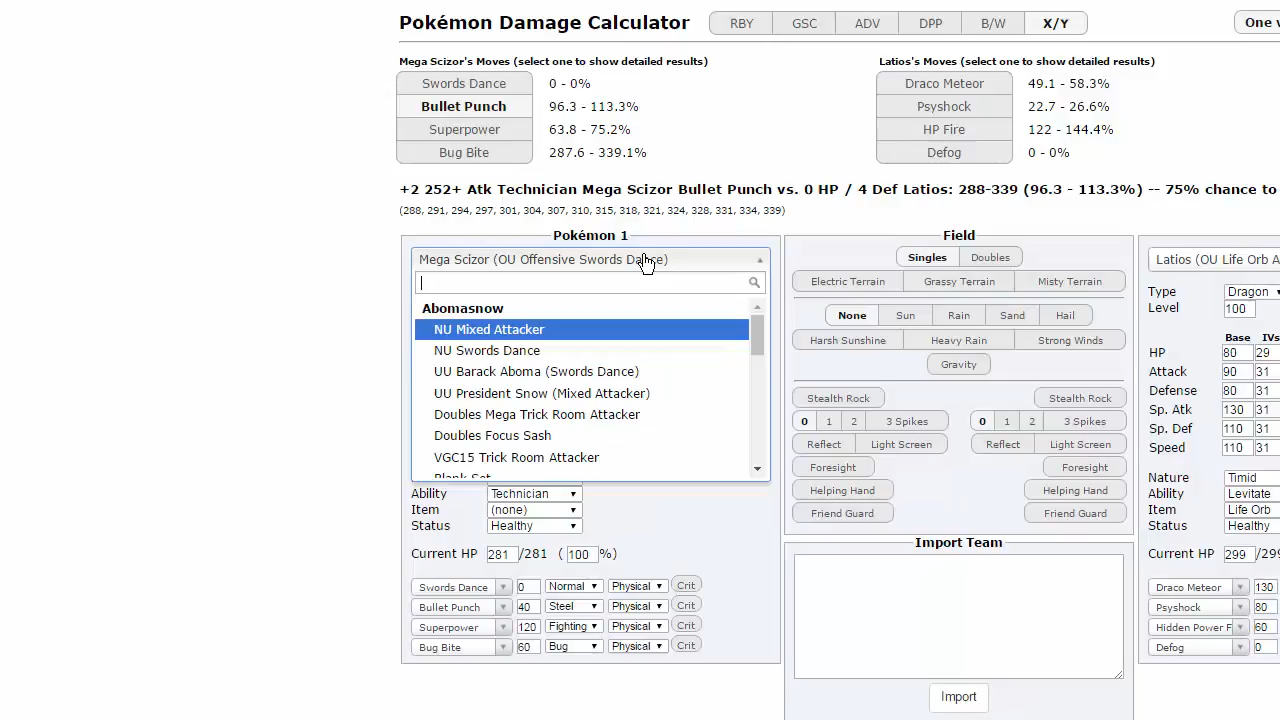 Pokémon Damage Calculator RBY GSC ADV DPP B/W X/Y One v
Mega Scizor's Moves (select one to show detailed results)
Swords Dance 0 - 0%
Bullet Punch 96.3 - 113.3%
Superpower 63.8 - 75.2%
Bug Bite 287.6 - 339.1%
Latios's Moves (select one to show detailed results)
Draco Meteor 49.1 - 58.3%
Psyshock 22.7 - 26.6%
HP Fire 122 - 144.4%
Defog 0 - 0%
+2 252+ Atk Technician Mega Scizor Bullet Punch vs. 0 HP / 4 Def Latios: 288-339 (96.3 - 113.3%) -- 75% chance to
(288, 291, 294, 297, 301, 304, 307, 310, 315, 318, 321, 324, 328, 331, 334, 339)
Pokémon 1
Mega Scizor (OU Offensive Swords Dance)
Abomasnow
NU Mixed Attacker
NU Swords Dance
UU Barack Aboma (Swords Dance)
UU President Snow (Mixed Attacker)
Doubles Mega Trick Room Attacker
Doubles Focus Sash
VGC15 Trick Room Attacker
Blank Set
Ability Technician
Item (none)
Status Healthy
Current HP 281 /281 ( 100 %)
Swords Dance 0 Normal Physical Crit
Bullet Punch 40 Steel Physical Crit
Superpower 120 Fighting Physical Crit
Bug Bite 60 Bug Physical Crit
Field
Singles Doubles
Electric Terrain Grassy Terrain Misty Terrain
None Sun Rain Sand Hail
Harsh Sunshine Heavy Rain Strong Winds
Gravity
Stealth Rock Stealth Rock
0 1 2 3 Spikes 0 1 2 3 Spikes
Reflect Light Screen Reflect Light Screen
Foresight Foresight
Helping Hand Helping Hand
Friend Guard Friend Guard
Import Team
Import
Latios (OU Life Orb A
Type Dragon
Level 100
Base IVs
HP 80 29
Attack 90 31
Defense 80 31
Sp. Atk 130 31
Sp. Def 110 31
Speed 110 31
Nature Timid
Ability Levitate
Item Life Orb
Status Healthy
Current HP 299 /299
Draco Meteor 130
Psyshock 80
Hidden Power F 60
Defog 0